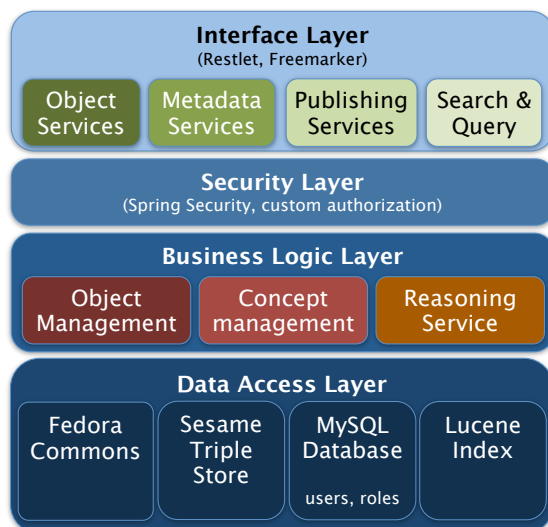 Interface Layer
(Restlet, Freemarker)
Object
Services
Metadata
Services
Publishing
Services
Search &
Query
Security Layer
(Spring Security, custom authorization)
Business Logic Layer
Object
Management
Concept
management
Reasoning
Service
Data Access Layer
Fedora
Commons
Sesame
Triple
Store
MySQL
Database
users, roles
Lucene
Index